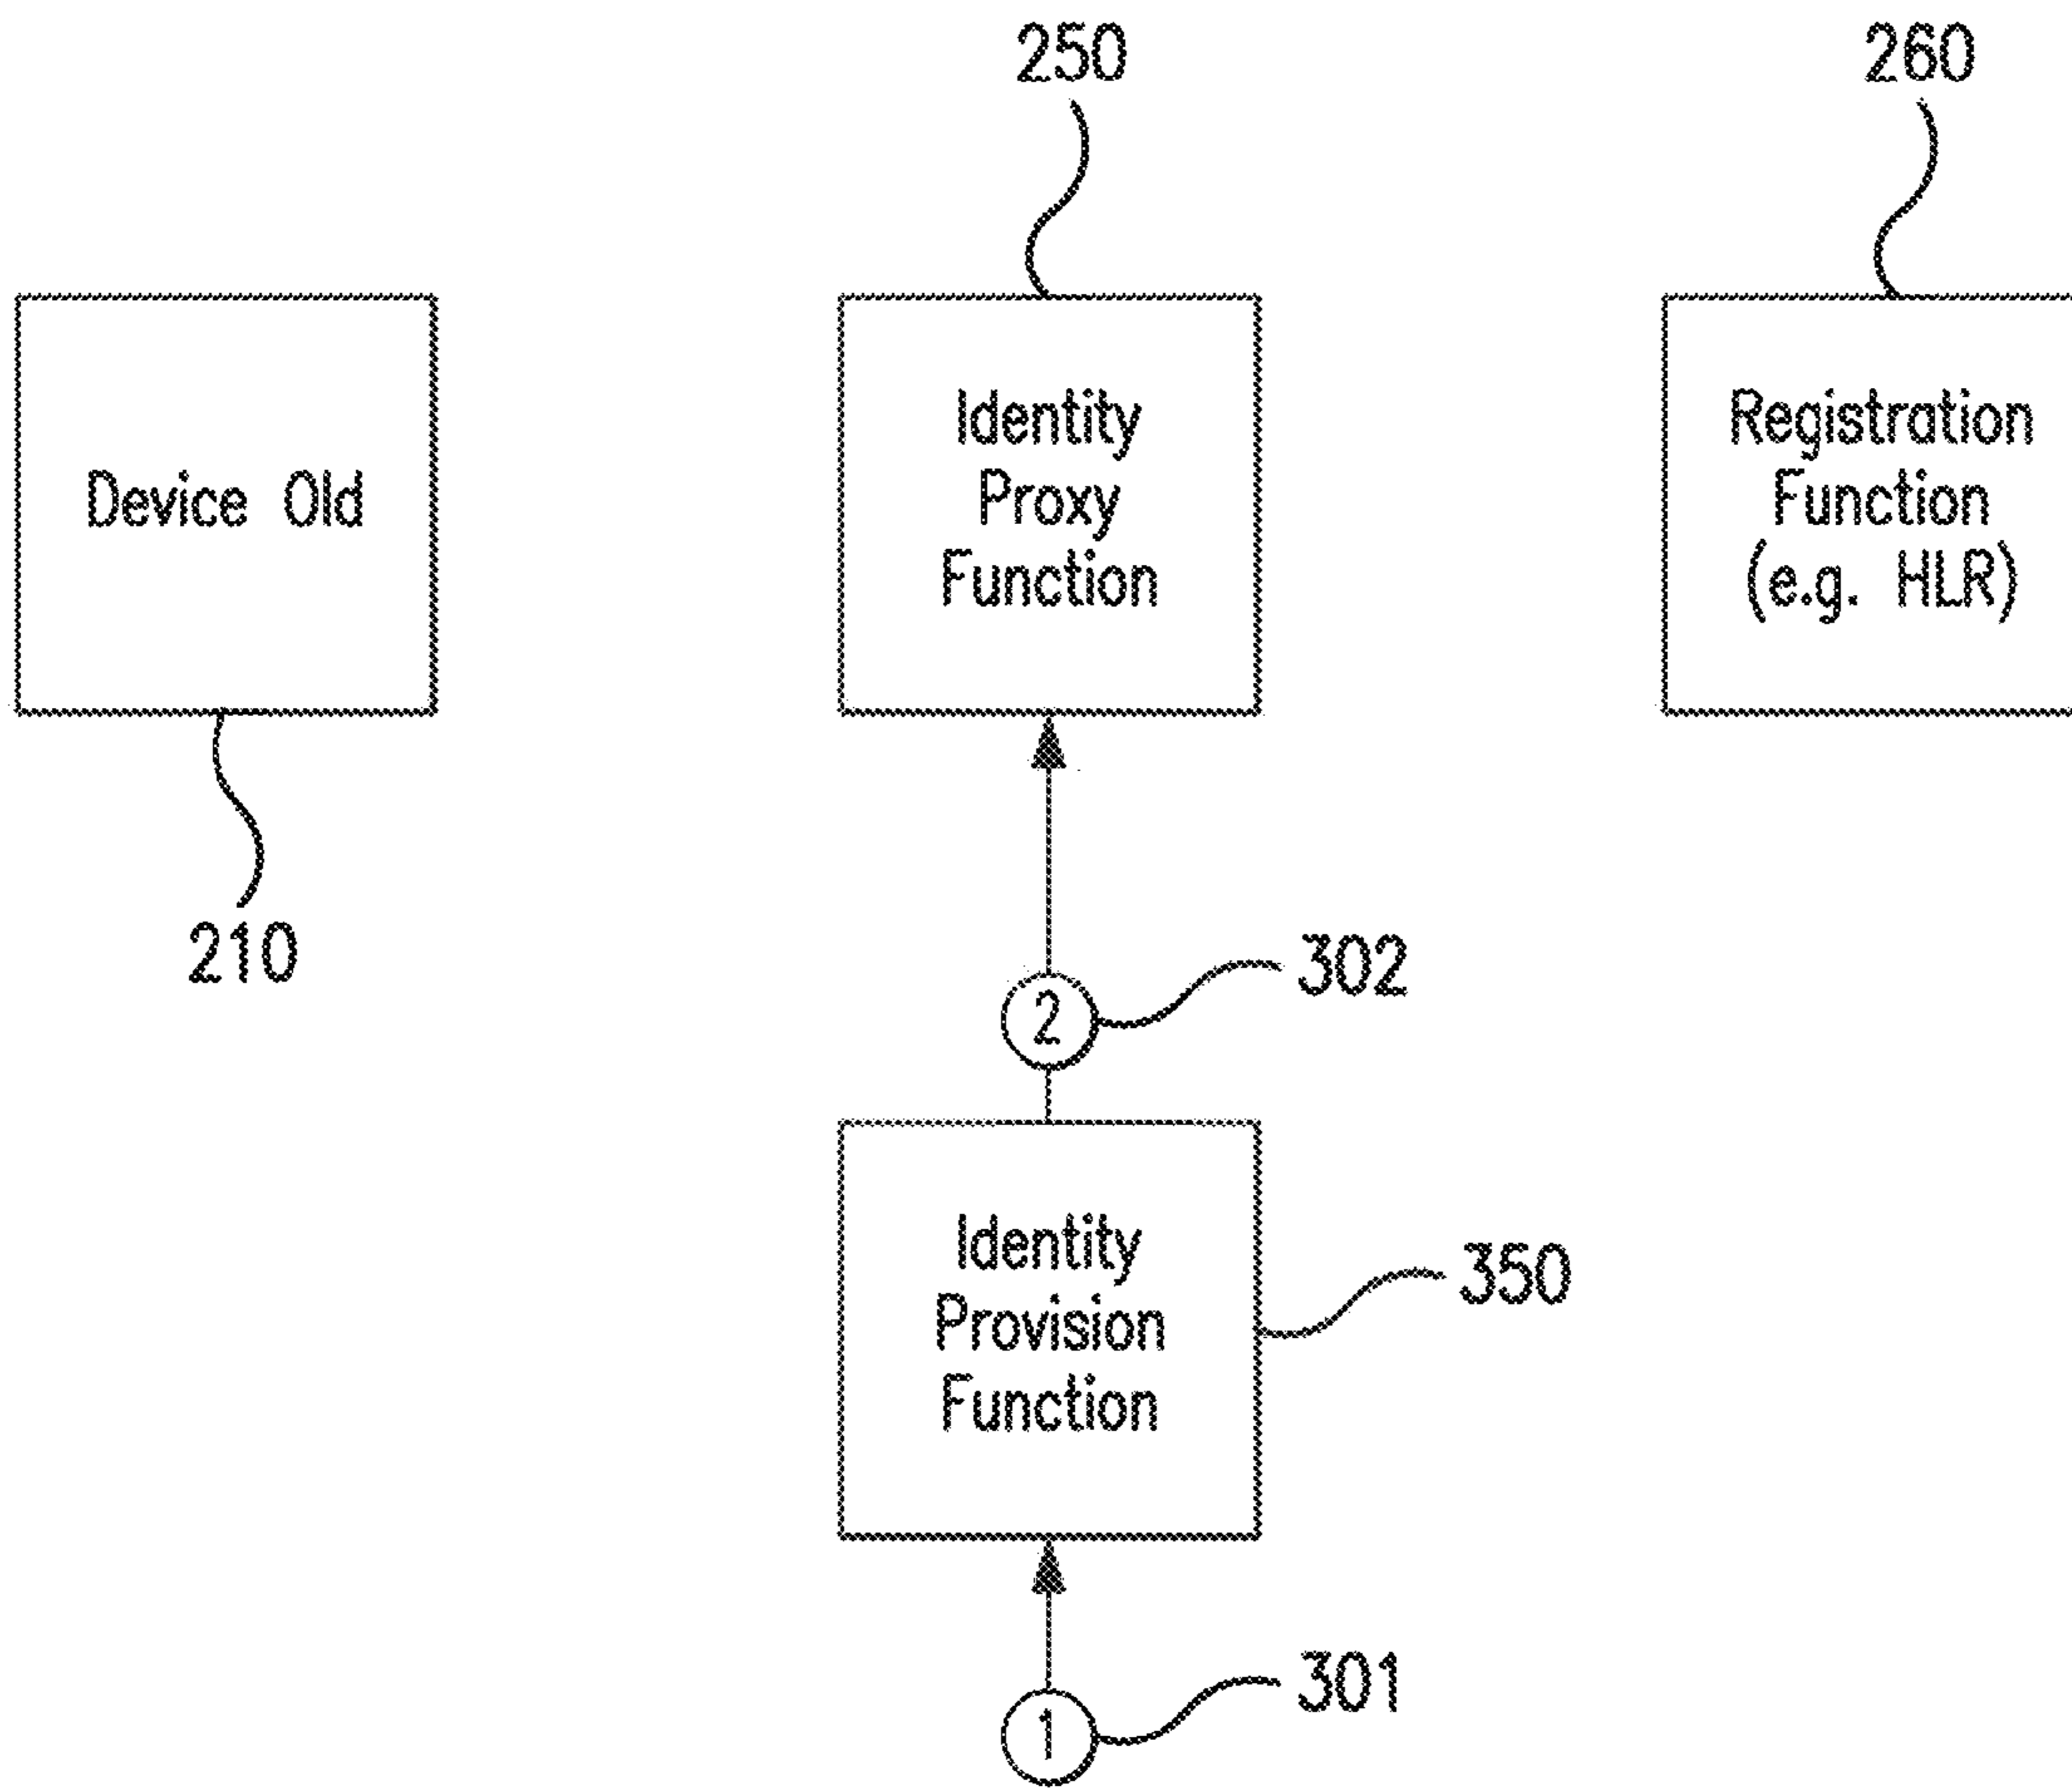 250
260
Device Old
Identity
Proxy
Function
Registration
Function
(e.g. HLR)
210
302
2
Identity
Provision
Function
350
301
1